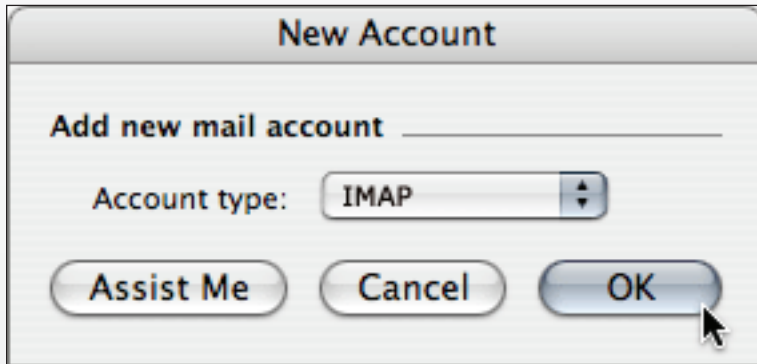 New Account
Add new mail account
Account type: IMAP
Assist Me Cancel OK